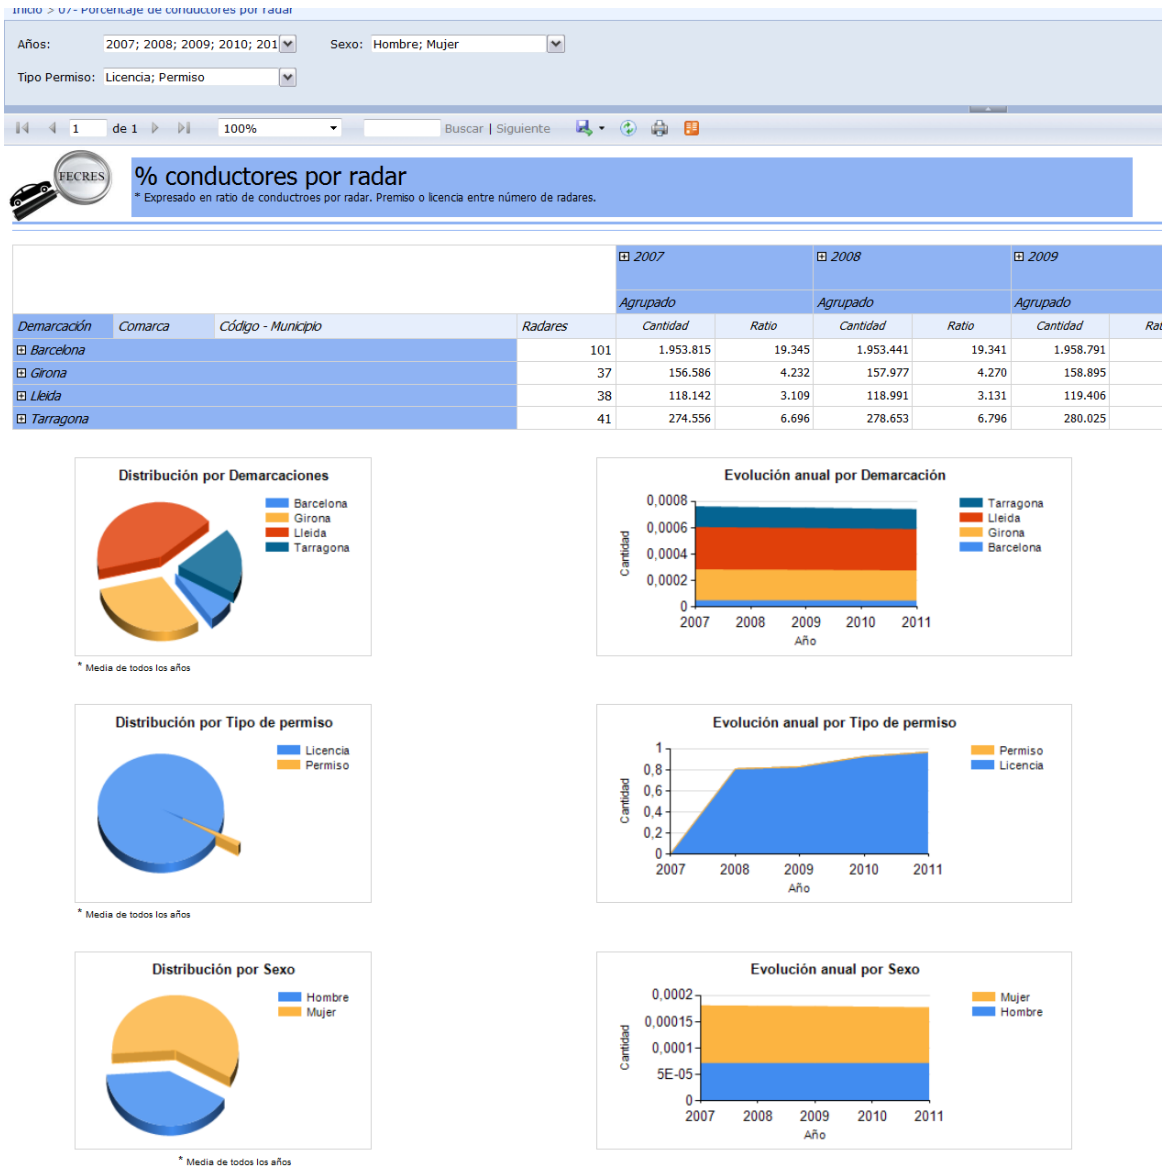 Inicio > 07- Porcentaje de conductores por radar
Años: 2007; 2008; 2009; 2010; 201 Sexo: Hombre; Mujer
Tipo Permiso: Licencia; Permiso
1 de 1 100% Buscar | Siguiente
FECRES
% conductores por radar
* Expresado en ratio de conductroes por radar. Premiso o licencia entre número de radares.
2007 2008 2009
Agrupado Agrupado Agrupado
Demarcación Comarca Código - Municipio Radares Cantidad Ratio Cantidad Ratio Cantidad Rat
Barcelona 101 1.953.815 19.345 1.953.441 19.341 1.958.791
Girona 37 156.586 4.232 157.977 4.270 158.895
Lleida 38 118.142 3.109 118.991 3.131 119.406
Tarragona 41 274.556 6.696 278.653 6.796 280.025
Distribución por Demarcaciones
Barcelona
Girona
Lleida
Tarragona
* Media de todos los años
Evolución anual por Demarcación
0,0008
0,0006
0,0004
0,0002
0
Cantidad
2007 2008 2009 2010 2011
Año
Tarragona
Lleida
Girona
Barcelona
Distribución por Tipo de permiso
Licencia
Permiso
* Media de todos los años
Evolución anual por Tipo de permiso
1
0,8
0,6
0,4
0,2
0
Cantidad
2007 2008 2009 2010 2011
Año
Permiso
Licencia
Distribución por Sexo
Hombre
Mujer
* Media de todos los años
Evolución anual por Sexo
0,0002
0,00015
0,0001
5E-05
0
Cantidad
2007 2008 2009 2010 2011
Año
Mujer
Hombre